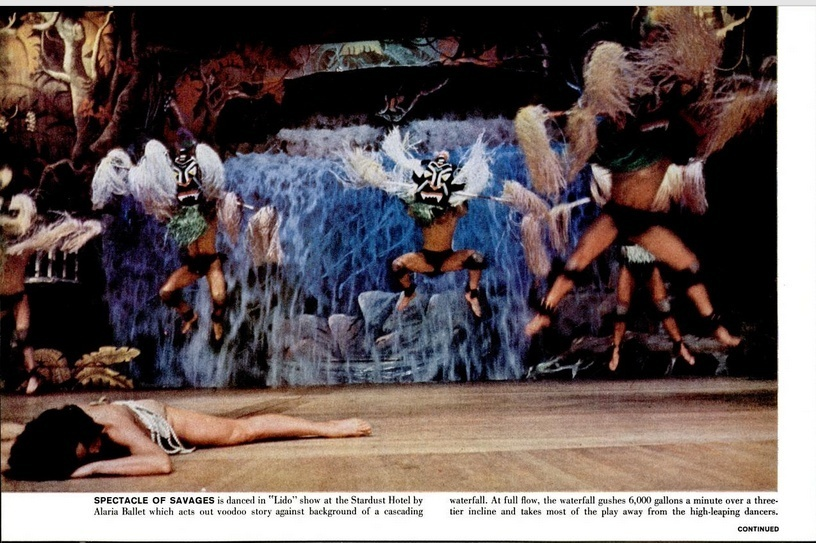 SPECTACLE OF SAVAGES is danced in "Lido" show at the Stardust Hotel by
Alaria Ballet which acts out voodoo story against background of a cascading
waterfall. At full flow, the waterfall gushes 6,000 gallons a minute over a three-
tier incline and takes most of the play away from the high-leaping dancers.
CONTINUED